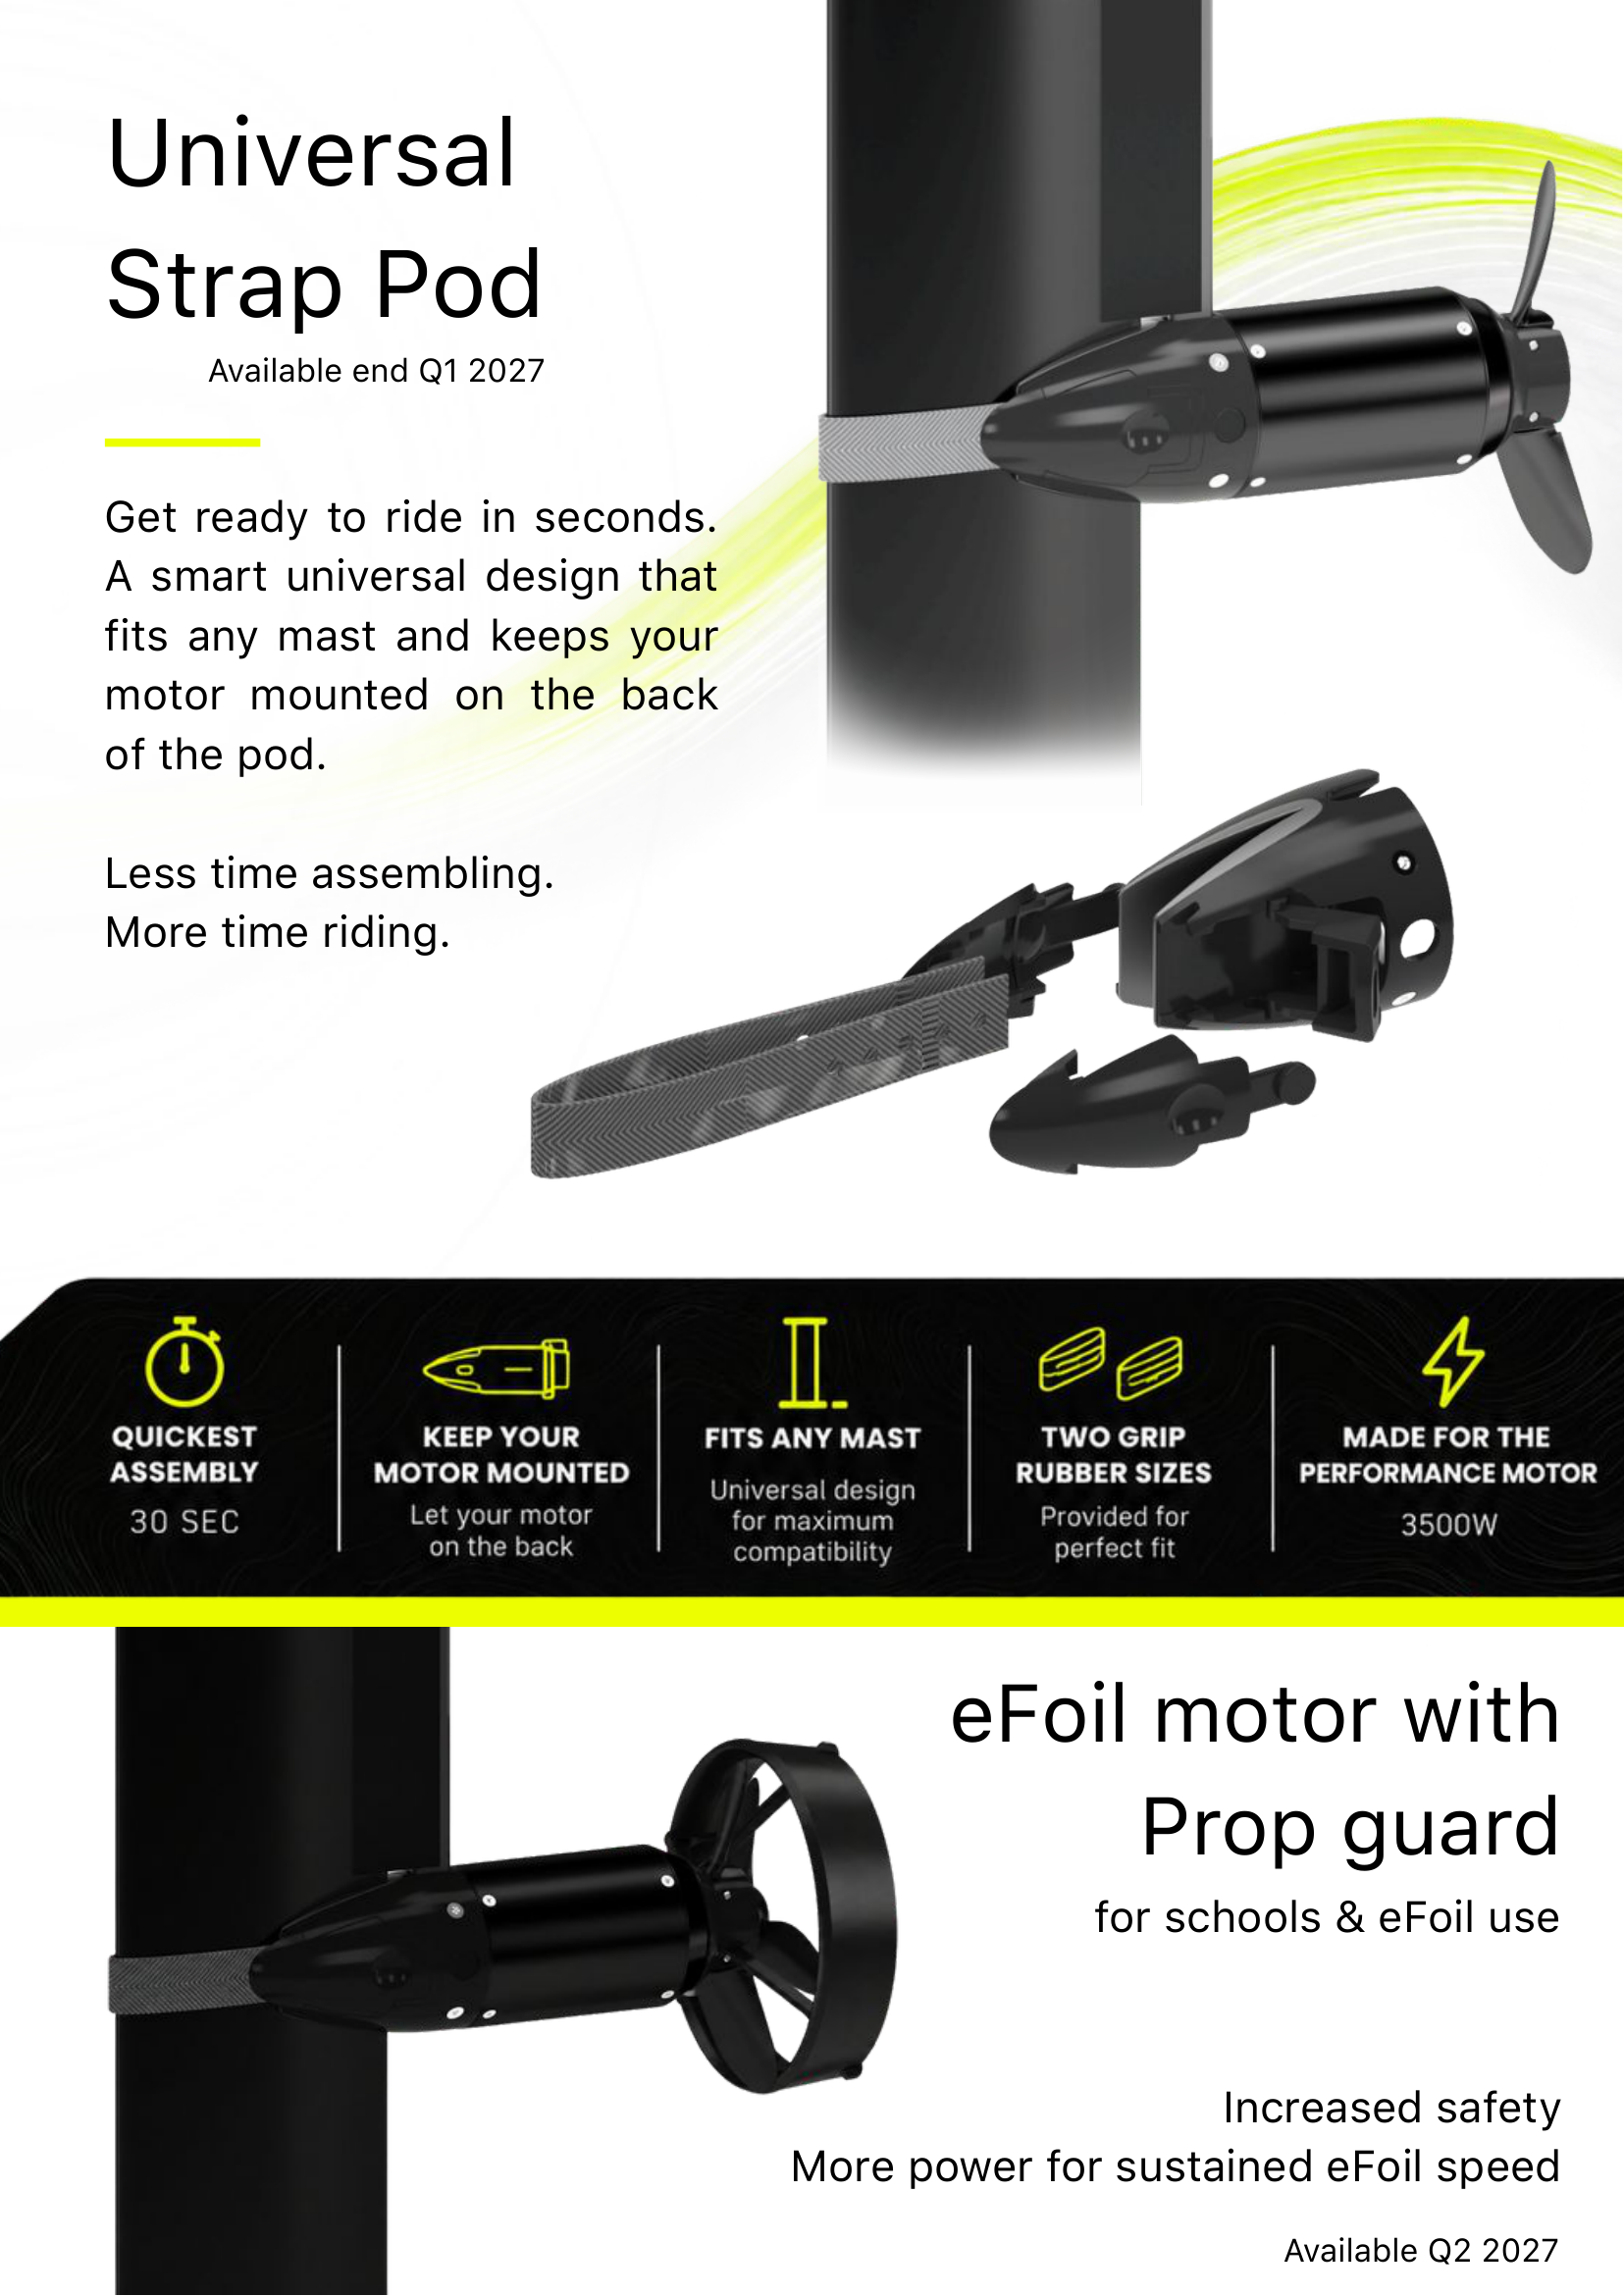 Universal
Strap Pod
Available end Q1 2027
Get ready to ride in seconds.
A smart universal design that
fits any mast and keeps your
motor mounted on the back
of the pod.
Less time assembling.
More time riding.
QUICKEST
ASSEMBLY
30 SEC
KEEP YOUR
MOTOR MOUNTED
Let your motor
on the back
FITS ANY MAST
Universal design
for maximum
compatibility
TWO GRIP
RUBBER SIZES
Provided for
perfect fit
MADE FOR THE
PERFORMANCE MOTOR
3500W
eFoil motor with
Prop guard
for schools & eFoil use
Increased safety
More power for sustained eFoil speed
Available Q2 2027